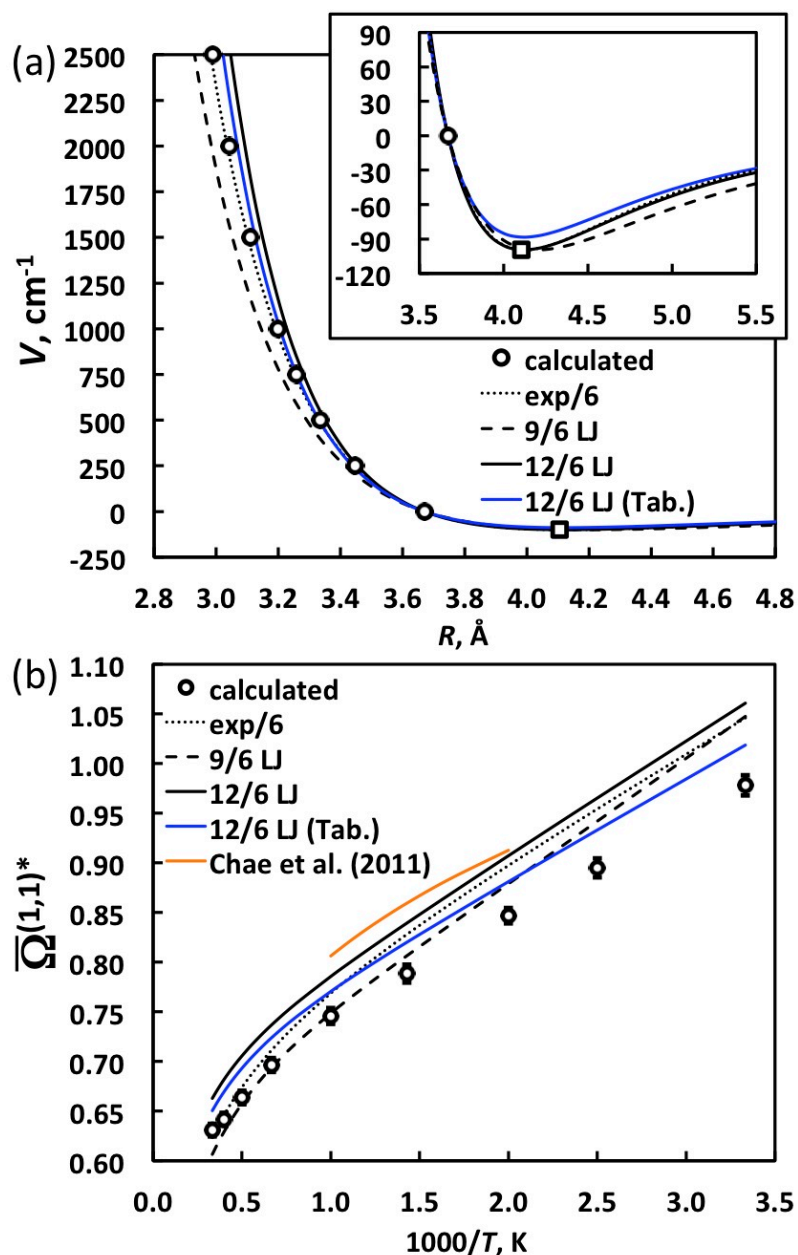 (a)
2500
2250
2000
1750
1500
1250
1000
750
500
250
0
-250
V, cm-1
2.8 3.0 3.2 3.4 3.6 3.8 4.0 4.2 4.4 4.6 4.8
R, Å
90
60
30
0
-30
-60
-90
-120
3.5 4.0 4.5 5.0 5.5
calculated
exp/6
9/6 LJ
12/6 LJ
12/6 LJ (Tab.)
(b)
1.10
1.05
1.00
0.95
0.90
0.85
0.80
0.75
0.70
0.65
0.60
Ω̅(1,1)*
calculated
exp/6
9/6 LJ
12/6 LJ
12/6 LJ (Tab.)
Chae et al. (2011)
0.0 0.5 1.0 1.5 2.0 2.5 3.0 3.5
1000/T, K